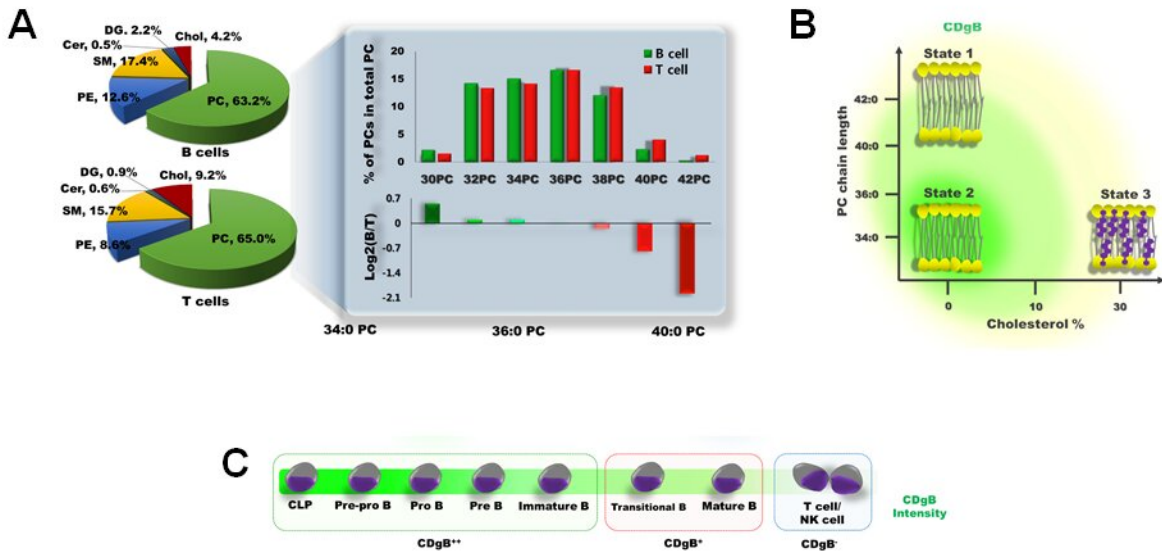 A
DG. 2.2%
Cer, 0.5%
Chol, 4.2%
SM, 17.4%
PE, 12.6%
PC, 63.2%
B cells
DG, 0.9%
Cer, 0.6%
Chol, 9.2%
SM, 15.7%
PE, 8.6%
PC, 65.0%
T cells
% of PCs in total PC
20
15
10
5
0
B cell
T cell
30PC 32PC 34PC 36PC 38PC 40PC 42PC
Log2(B/T)
0.7
0
-0.7
-1.4
-2.1
34:0 PC 36:0 PC 40:0 PC
B
CDgB
PC chain length
42:0
40:0
36:0
34:0
State 1
State 2
State 3
0 10 30
Cholesterol %
C
CLP Pre-pro B Pro B Pre B Immature B Transitional B Mature B T cell/
NK cell
CDgB
Intensity
CDgB++ CDgB+ CDgB-